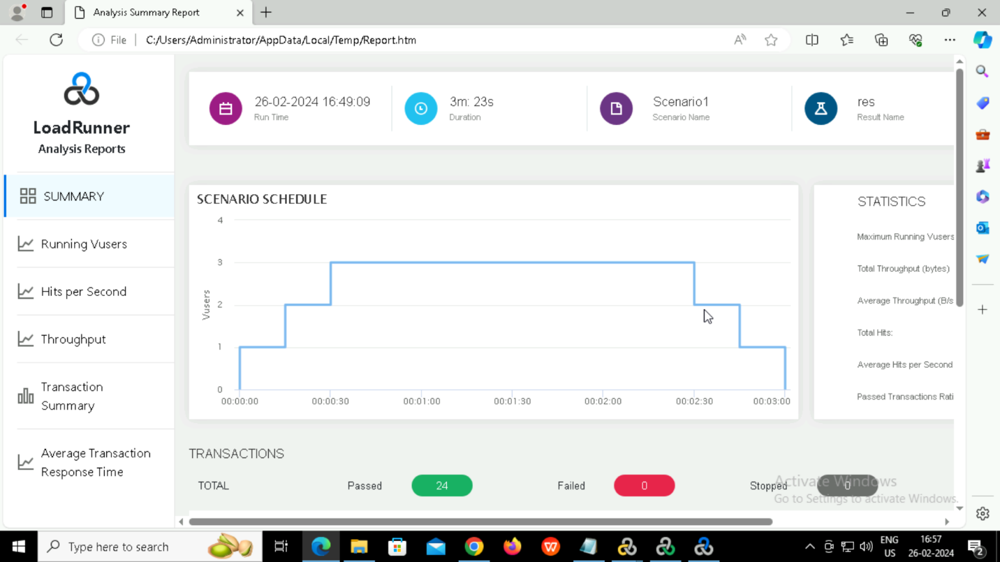 Analysis Summary Report
File
C:/Users/Administrator/AppData/Local/Temp/Report.htm
LoadRunner
Analysis Reports
SUMMARY
Running Vusers
Hits per Second
Throughput
Transaction
Summary
Average Transaction
Response Time
26-02-2024 16:49:09
Run Time
3m: 23s
Duration
Scenario1
Scenario Name
res
Result Name
SCENARIO SCHEDULE
4
3
2
1
0
Vusers
00:00:00 00:00:30 00:01:00 00:01:30 00:02:00 00:02:30 00:03:00
STATISTICS
Maximum Running Vusers
Total Throughput (bytes)
Average Throughput (B/s
Total Hits:
Average Hits per Second
Passed Transactions Rati
TRANSACTIONS
TOTAL Passed 24 Failed 0 Stopped 0
Activate Windows
Go to Settings to activate Windows.
Type here to search
ENG
US
16:57
26-02-2024
2